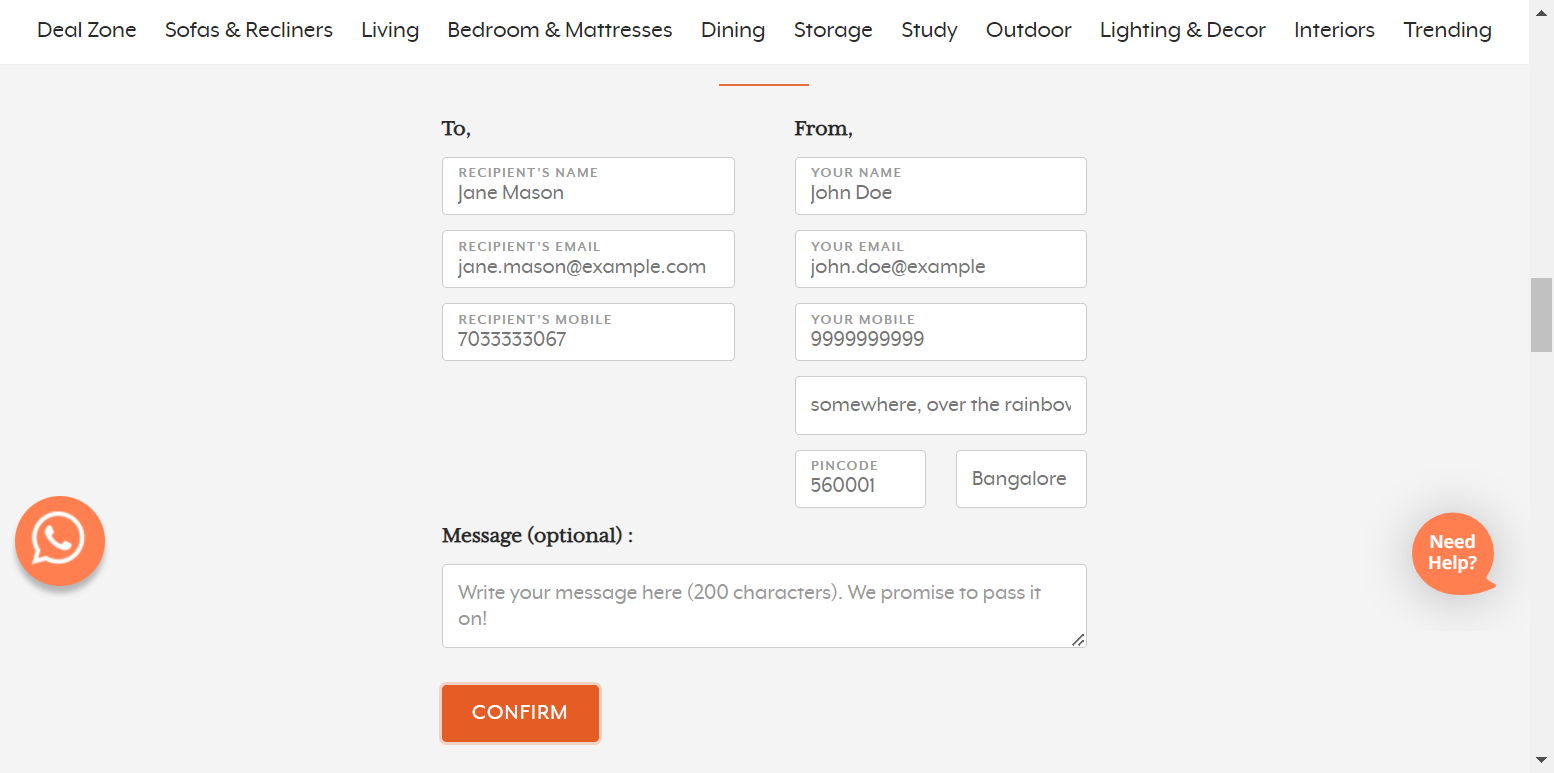 Deal Zone Sofas & Recliners Living Bedroom & Mattresses Dining Storage Study Outdoor Lighting & Decor Interiors Trending
To,
RECIPIENT'S NAME
Jane Mason
RECIPIENT'S EMAIL
jane.mason@example.com
RECIPIENT'S MOBILE
7033333067
From,
YOUR NAME
John Doe
YOUR EMAIL
john.doe@example
YOUR MOBILE
9999999999
somewhere, over the rainbow
PINCODE
560001
Bangalore
Message (optional) :
Write your message here (200 characters). We promise to pass it
on!
CONFIRM
Need
Help?